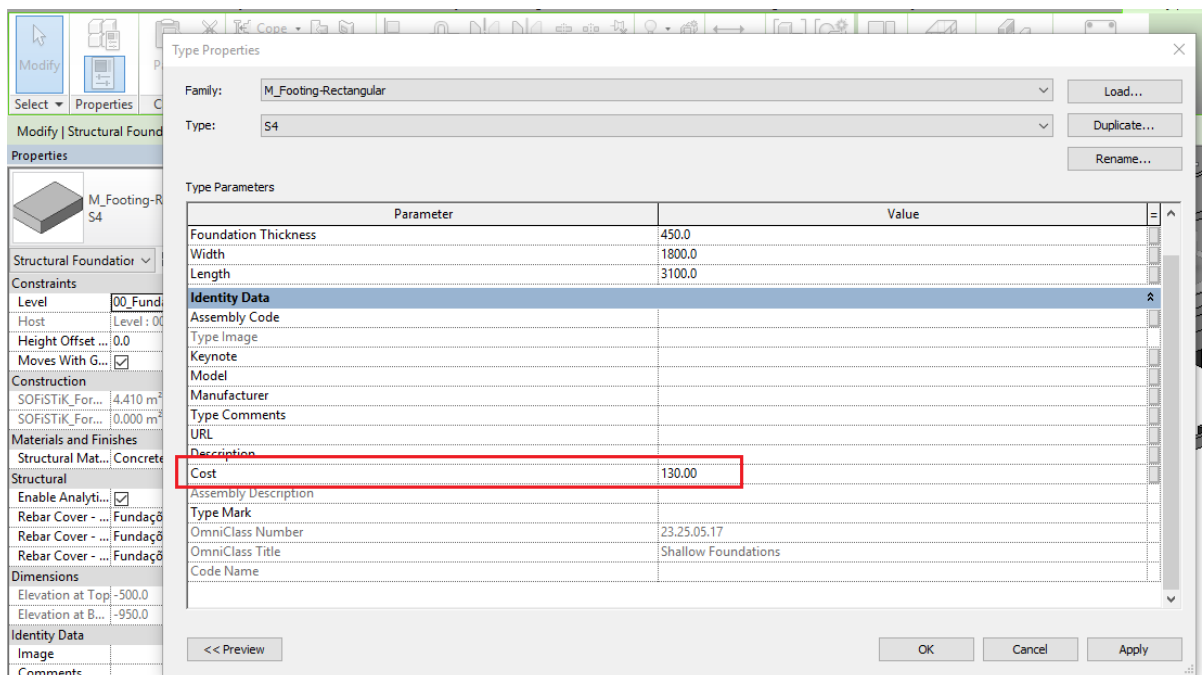 Cope
Modify
Select
Properties
C
Modify | Structural Found
Properties
M_Footing-R
S4
Structural Foundatior
Constraints
Level 00_Funda
Host Level : 00
Height Offset ... 0.0
Moves With G...
Construction
SOFiSTiK_For... 4.410 m²
SOFiSTiK_For... 0.000 m²
Materials and Finishes
Structural Mat... Concrete
Structural
Enable Analyti...
Rebar Cover - ... Fundaçõ
Rebar Cover - ... Fundaçõ
Rebar Cover - ... Fundaçõ
Dimensions
Elevation at Top -500.0
Elevation at B... -950.0
Identity Data
Image
Comments
Type Properties
Family: M_Footing-Rectangular Load...
Type: S4 Duplicate...
Rename...
Type Parameters
Parameter Value =
Foundation Thickness 450.0
Width 1800.0
Length 3100.0
Identity Data
Assembly Code
Type Image
Keynote
Model
Manufacturer
Type Comments
URL
Description
Cost 130.00
Assembly Description
Type Mark
OmniClass Number 23.25.05.17
OmniClass Title Shallow Foundations
Code Name
<< Preview OK Cancel Apply